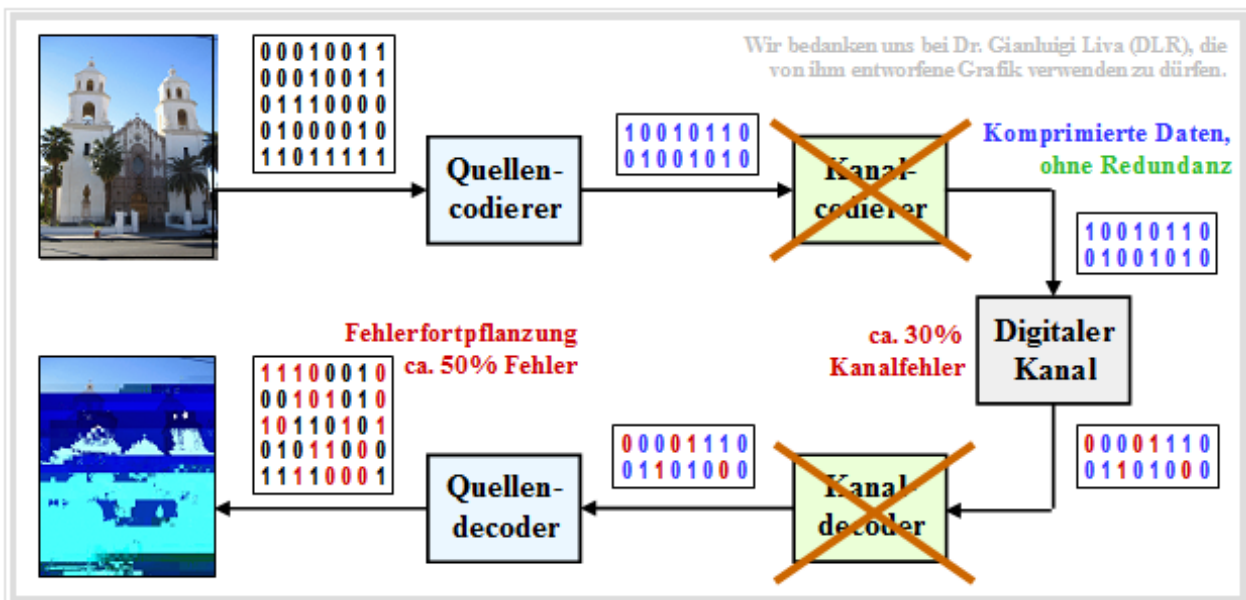 Wir bedanken uns bei Dr. Gianluigi Liva (DLR), die
von ihm entworfene Grafik verwenden zu dürfen.
0 0 0 1 0 0 1 1
0 0 0 1 0 0 1 1
0 1 1 1 0 0 0 0
0 1 0 0 0 0 1 0
1 1 0 1 1 1 1 1
Quellen-
codierer
1 0 0 1 0 1 1 0
0 1 0 0 1 0 1 0
Kanal-
codierer
Komprimierte Daten,
ohne Redundanz
1 0 0 1 0 1 1 0
0 1 0 0 1 0 1 0
Digitaler
Kanal
ca. 30%
Kanalfehler
0 0 0 0 1 1 1 0
0 1 1 0 1 0 0 0
Kanal-
decoder
0 0 0 0 1 1 1 0
0 1 1 0 1 0 0 0
Quellen-
decoder
Fehlerfortpflanzung
ca. 50% Fehler
1 1 1 0 0 0 1 0
0 0 1 0 1 0 1 0
1 0 1 1 0 1 0 1
0 1 0 1 1 0 0 0
1 1 1 1 0 0 0 1